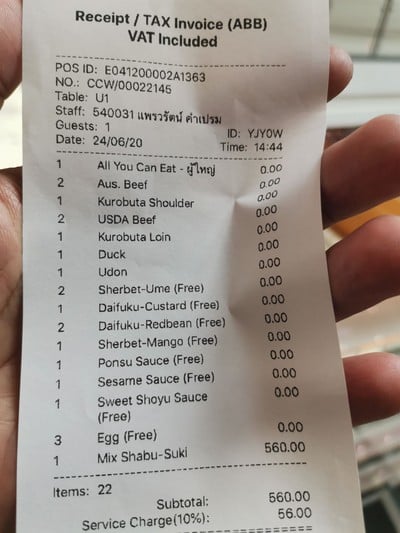 Receipt / TAX Invoice (ABB)
VAT Included
POS ID: E041200002A1363
NO.: CCW/00022145
Table: U1
Staff: 540031 แพรวรัตน์ คำเปรม
Guests: 1 ID: YJY0W
Date: 24/06/20 Time: 14:44
1 All You Can Eat - ผู้ใหญ่ 0.00
2 Aus. Beef 0.00
1 Kurobuta Shoulder 0.00
2 USDA Beef 0.00
1 Kurobuta Loin 0.00
1 Duck 0.00
1 Udon 0.00
2 Sherbet-Ume (Free) 0.00
1 Daifuku-Custard (Free) 0.00
2 Daifuku-Redbean (Free) 0.00
1 Sherbet-Mango (Free) 0.00
1 Ponsu Sauce (Free) 0.00
1 Sesame Sauce (Free) 0.00
1 Sweet Shoyu Sauce 0.00
(Free)
3 Egg (Free) 0.00
1 Mix Shabu-Suki 560.00
Items: 22
Subtotal: 560.00
Service Charge(10%): 56.00